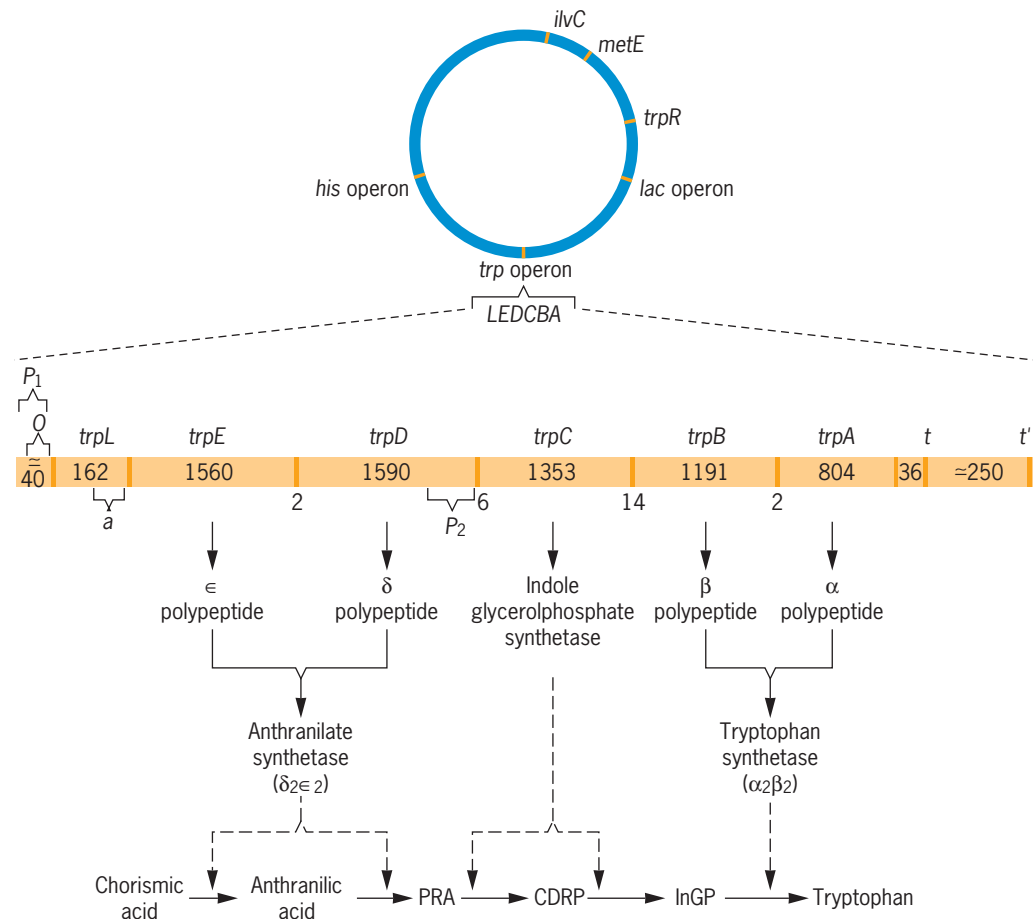 ilvC
metE
trpR
his operon
lac operon
trp operon
LEDCBA
P1
O
trpL trpE trpD trpC trpB trpA t t'
≃40 162 1560 1590 1353 1191 804 36 ≃250
a 2 P2 6 14 2
∈ δ Indole β α
polypeptide polypeptide glycerolphosphate polypeptide polypeptide
synthetase
Anthranilate Tryptophan
synthetase synthetase
(δ2∈2) (α2β2)
Chorismic Anthranilic PRA CDRP InGP Tryptophan
acid acid